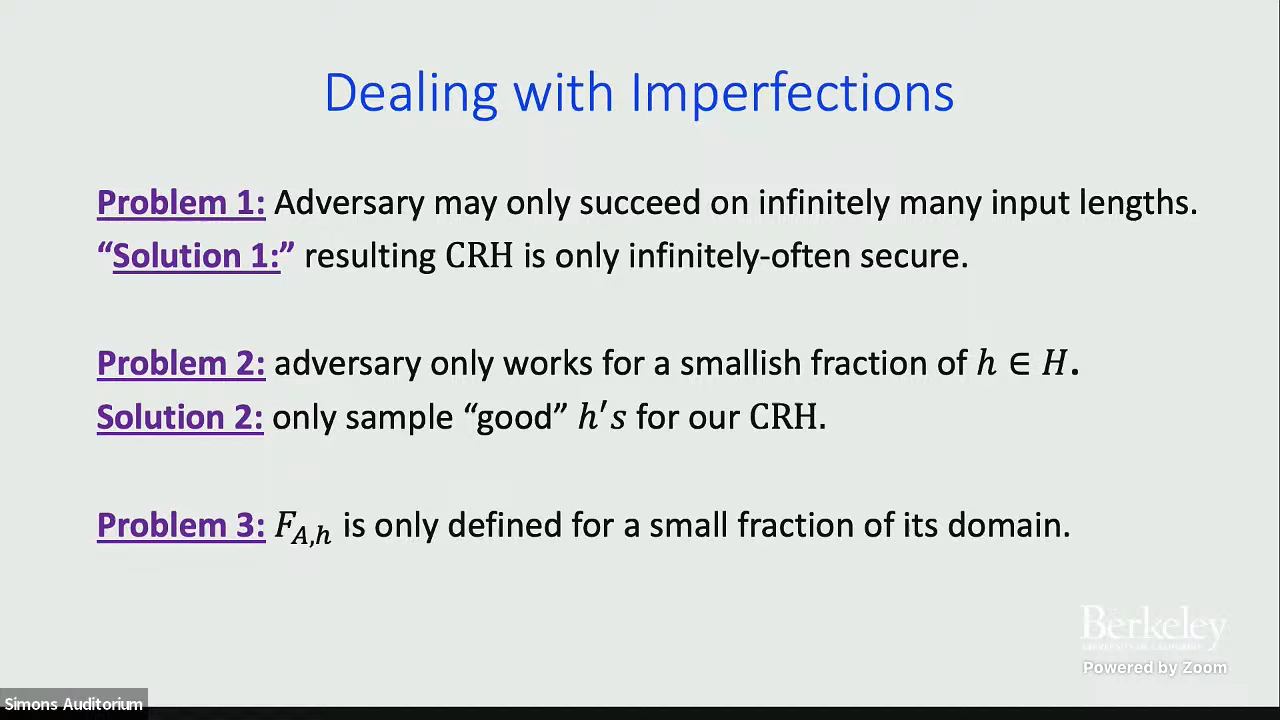 Dealing with Imperfections
Problem 1: Adversary may only succeed on infinitely many input lengths.
“Solution 1:” resulting CRH is only infinitely-often secure.
Problem 2: adversary only works for a smallish fraction of h ∈ H.
Solution 2: only sample “good” h′s for our CRH.
Problem 3: F_{A,h} is only defined for a small fraction of its domain.
Berkeley
UNIVERSITY OF CALIFORNIA
Powered by Zoom
Simons Auditorium